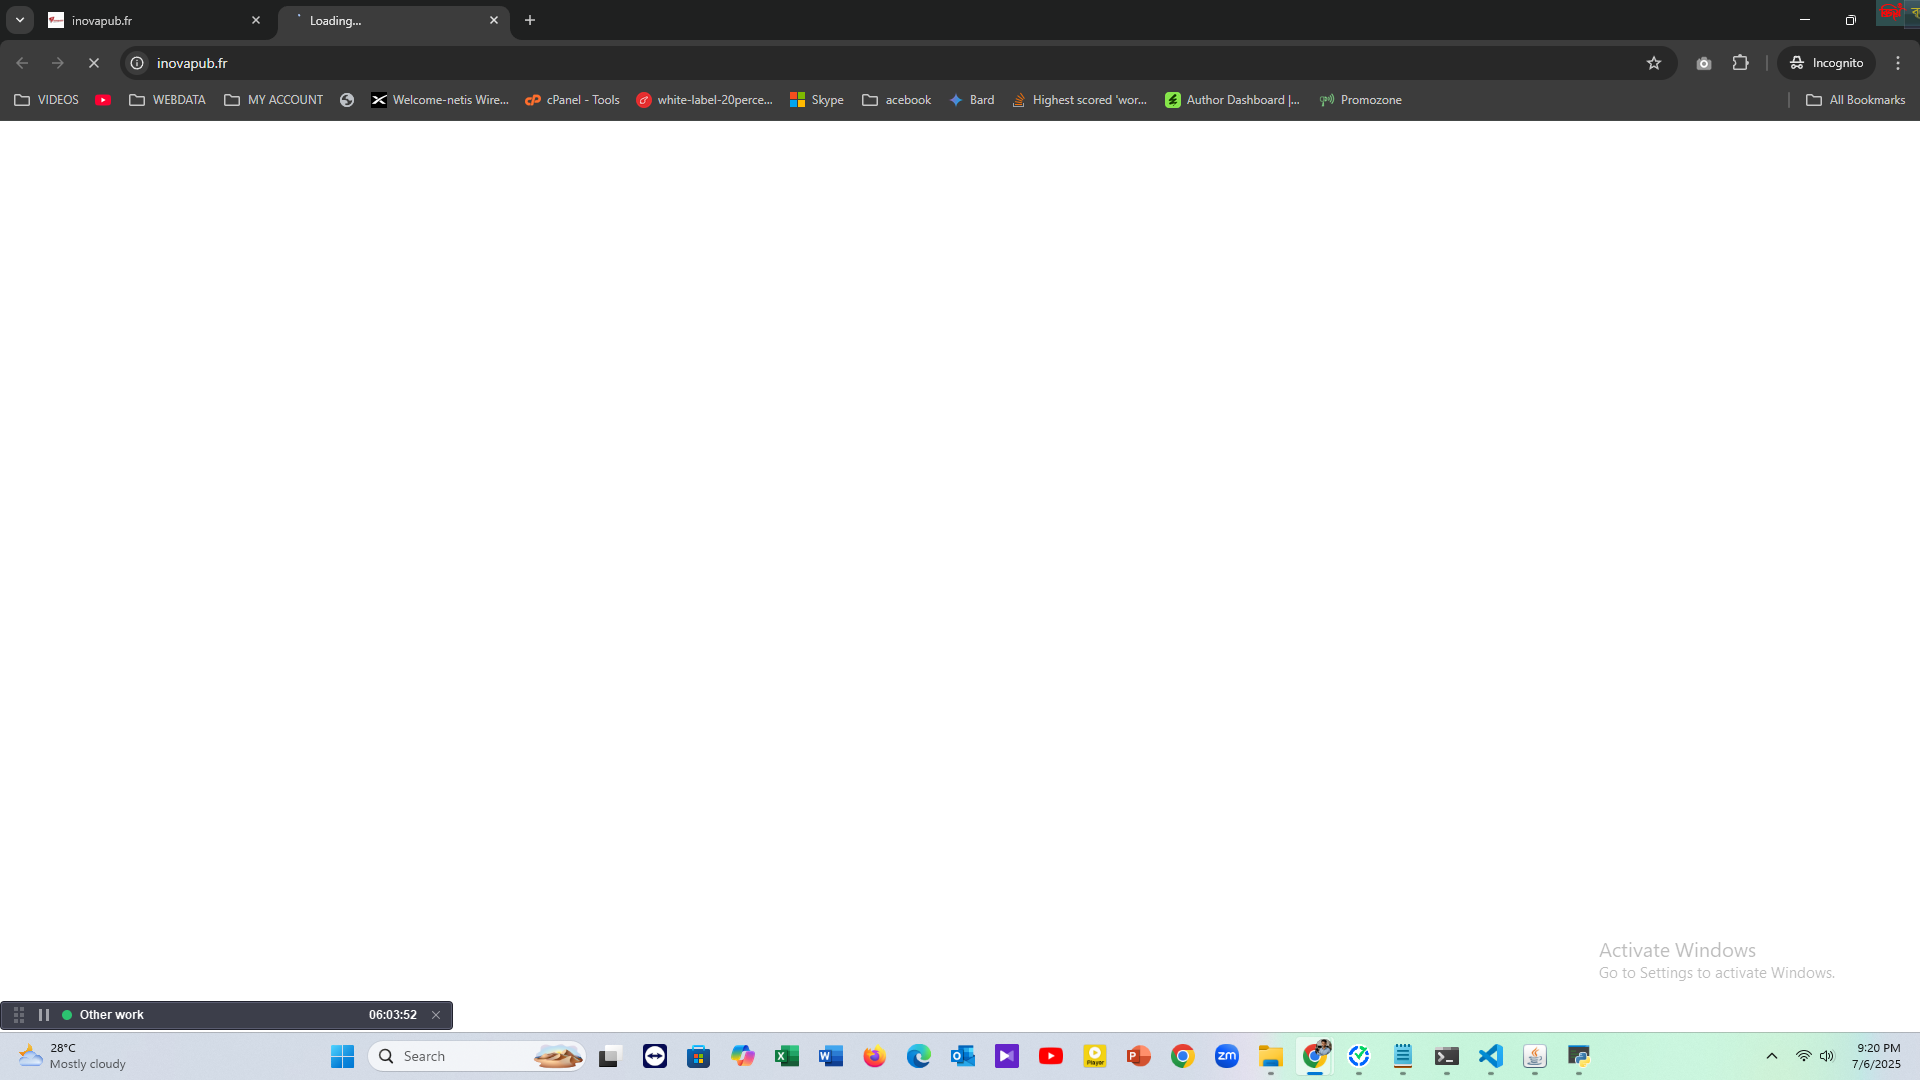 inovapub.fr
Loading...
inovapub.fr
Incognito
VIDEOS
WEBDATA
MY ACCOUNT
Welcome-netis Wire...
cPanel - Tools
white-label-20perce...
Skype
acebook
Bard
Highest scored 'wor...
Author Dashboard |...
Promozone
All Bookmarks
Activate Windows
Go to Settings to activate Windows.
Other work
06:03:52
28°C
Mostly cloudy
Search
zm
Player
9:20 PM
7/6/2025